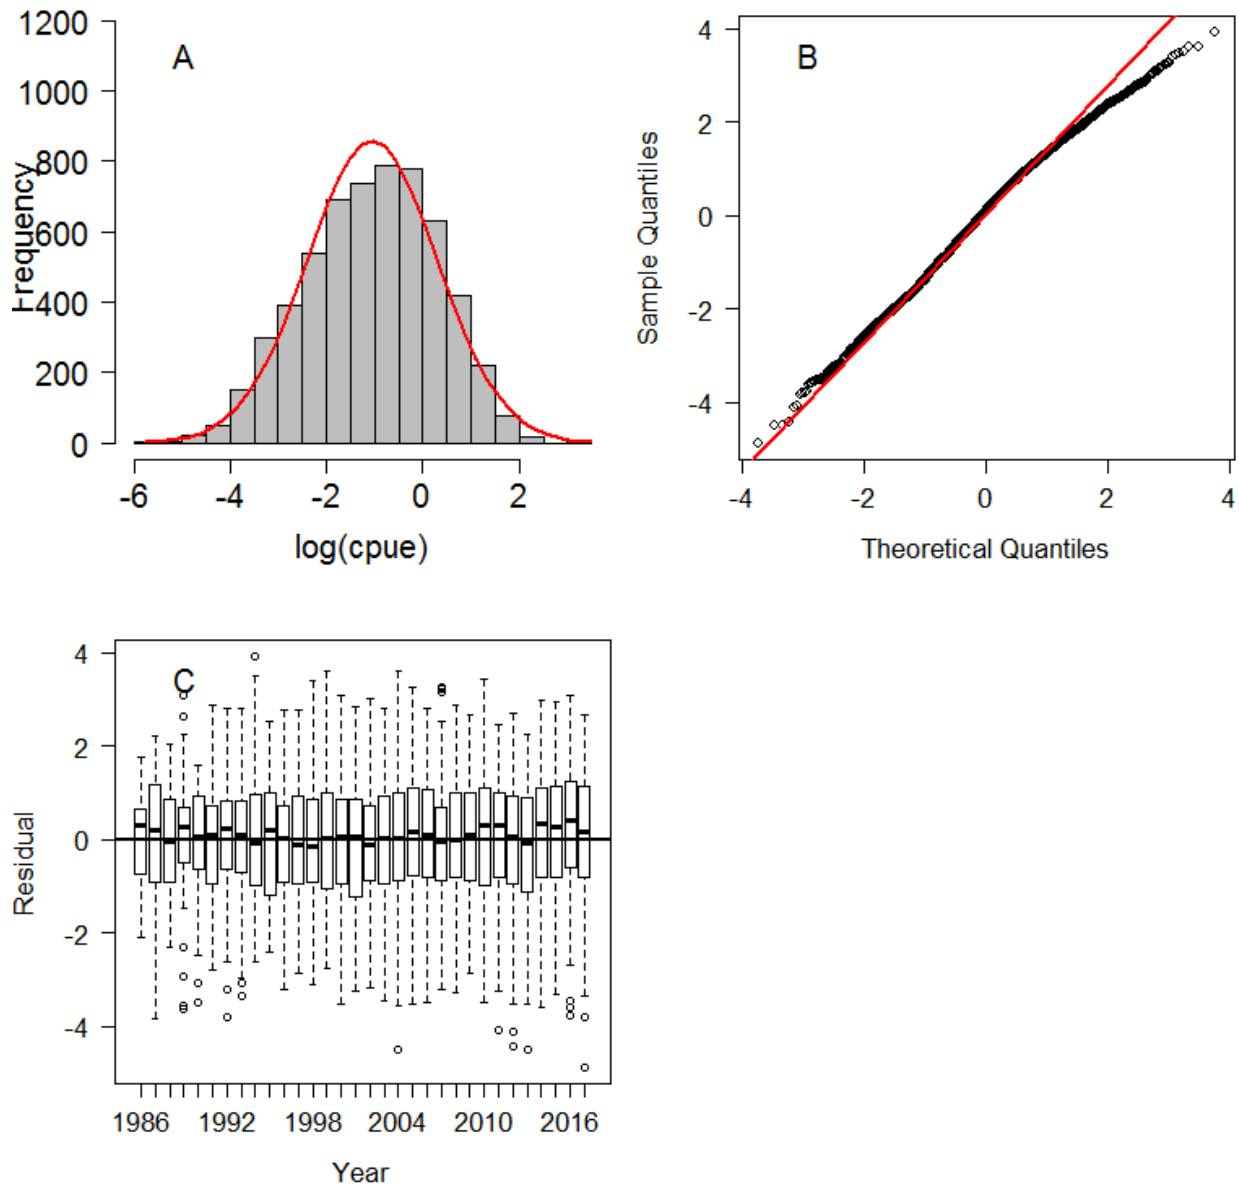 A
Frequency
1200
1000
800
600
400
200
0
-6 -4 -2 0 2
log(cpue)
B
Sample Quantiles
4
2
0
-2
-4
-4 -2 0 2 4
Theoretical Quantiles
C
Residual
4
2
0
-2
-4
1986 1992 1998 2004 2010 2016
Year